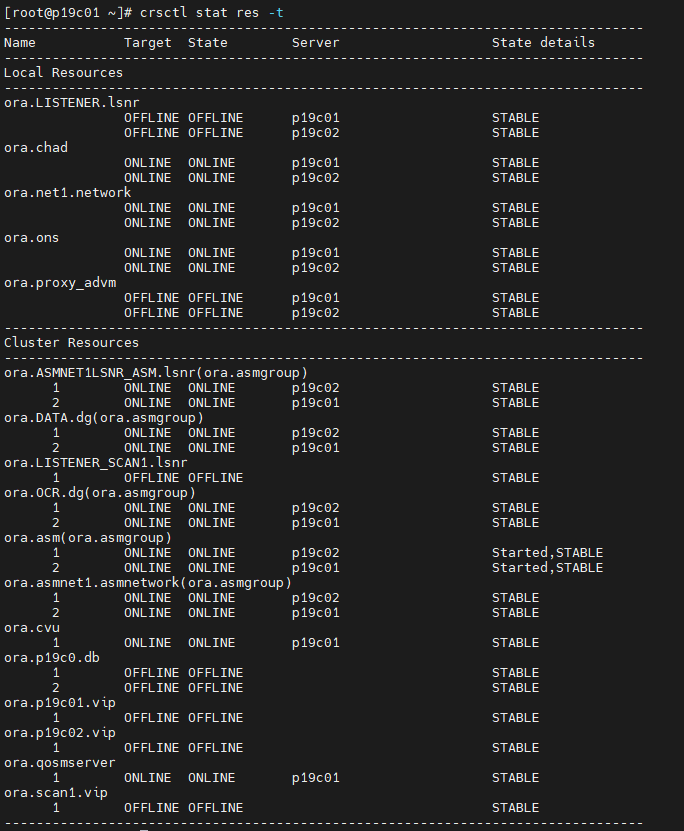 [root@p19c01 ~]# crsctl stat res -t
--------------------------------------------------------------------------------
Name           Target  State        Server                   State details
--------------------------------------------------------------------------------
Local Resources
--------------------------------------------------------------------------------
ora.LISTENER.lsnr
               OFFLINE OFFLINE      p19c01                   STABLE
               OFFLINE OFFLINE      p19c02                   STABLE
ora.chad
               ONLINE  ONLINE       p19c01                   STABLE
               ONLINE  ONLINE       p19c02                   STABLE
ora.net1.network
               ONLINE  ONLINE       p19c01                   STABLE
               ONLINE  ONLINE       p19c02                   STABLE
ora.ons
               ONLINE  ONLINE       p19c01                   STABLE
               ONLINE  ONLINE       p19c02                   STABLE
ora.proxy_advm
               OFFLINE OFFLINE      p19c01                   STABLE
               OFFLINE OFFLINE      p19c02                   STABLE
--------------------------------------------------------------------------------
Cluster Resources
--------------------------------------------------------------------------------
ora.ASMNET1LSNR_ASM.lsnr(ora.asmgroup)
      1        ONLINE  ONLINE       p19c02                   STABLE
      2        ONLINE  ONLINE       p19c01                   STABLE
ora.DATA.dg(ora.asmgroup)
      1        ONLINE  ONLINE       p19c02                   STABLE
      2        ONLINE  ONLINE       p19c01                   STABLE
ora.LISTENER_SCAN1.lsnr
      1        OFFLINE OFFLINE                               STABLE
ora.OCR.dg(ora.asmgroup)
      1        ONLINE  ONLINE       p19c02                   STABLE
      2        ONLINE  ONLINE       p19c01                   STABLE
ora.asm(ora.asmgroup)
      1        ONLINE  ONLINE       p19c02                   Started,STABLE
      2        ONLINE  ONLINE       p19c01                   Started,STABLE
ora.asmnet1.asmnetwork(ora.asmgroup)
      1        ONLINE  ONLINE       p19c02                   STABLE
      2        ONLINE  ONLINE       p19c01                   STABLE
ora.cvu
      1        ONLINE  ONLINE       p19c01                   STABLE
ora.p19c0.db
      1        OFFLINE OFFLINE                               STABLE
      2        OFFLINE OFFLINE                               STABLE
ora.p19c01.vip
      1        OFFLINE OFFLINE                               STABLE
ora.p19c02.vip
      1        OFFLINE OFFLINE                               STABLE
ora.qosmserver
      1        ONLINE  ONLINE       p19c01                   STABLE
ora.scan1.vip
      1        OFFLINE OFFLINE                               STABLE
--------------------------------------------------------------------------------